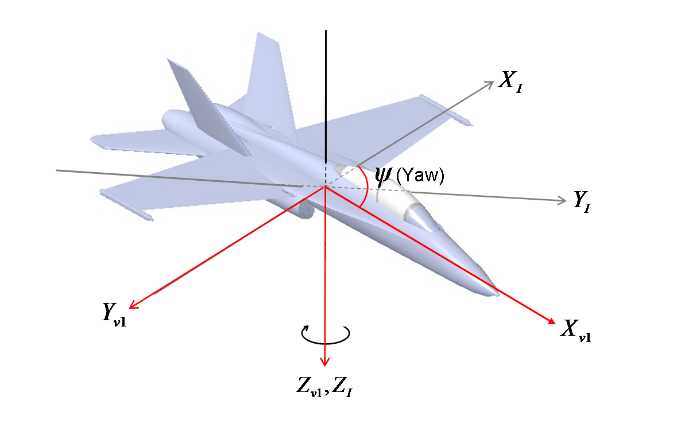 X_I
ψ (Yaw)
Y_I
Y_v1
X_v1
Z_v1, Z_I